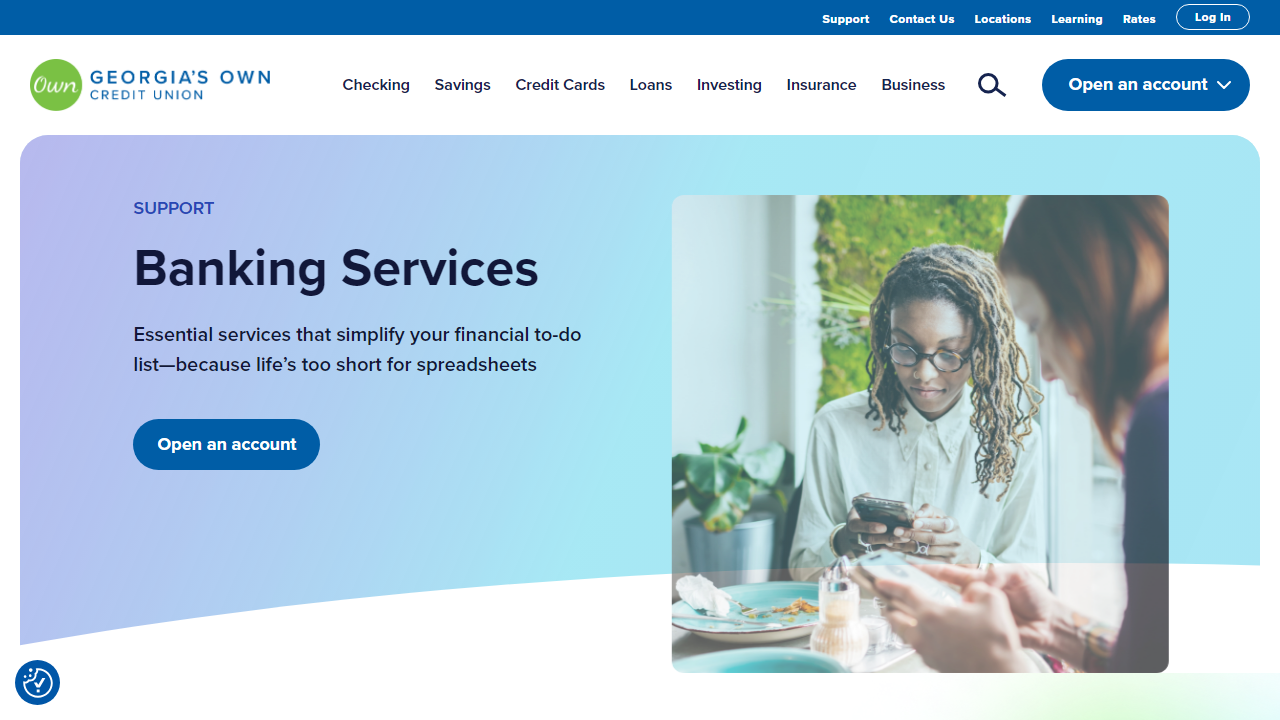 Support Contact Us Locations Learning Rates Log In
Own GEORGIA'S OWN
CREDIT UNION
Checking Savings Credit Cards Loans Investing Insurance Business Open an account
SUPPORT
Banking Services
Essential services that simplify your financial to-do
list—because life's too short for spreadsheets
Open an account